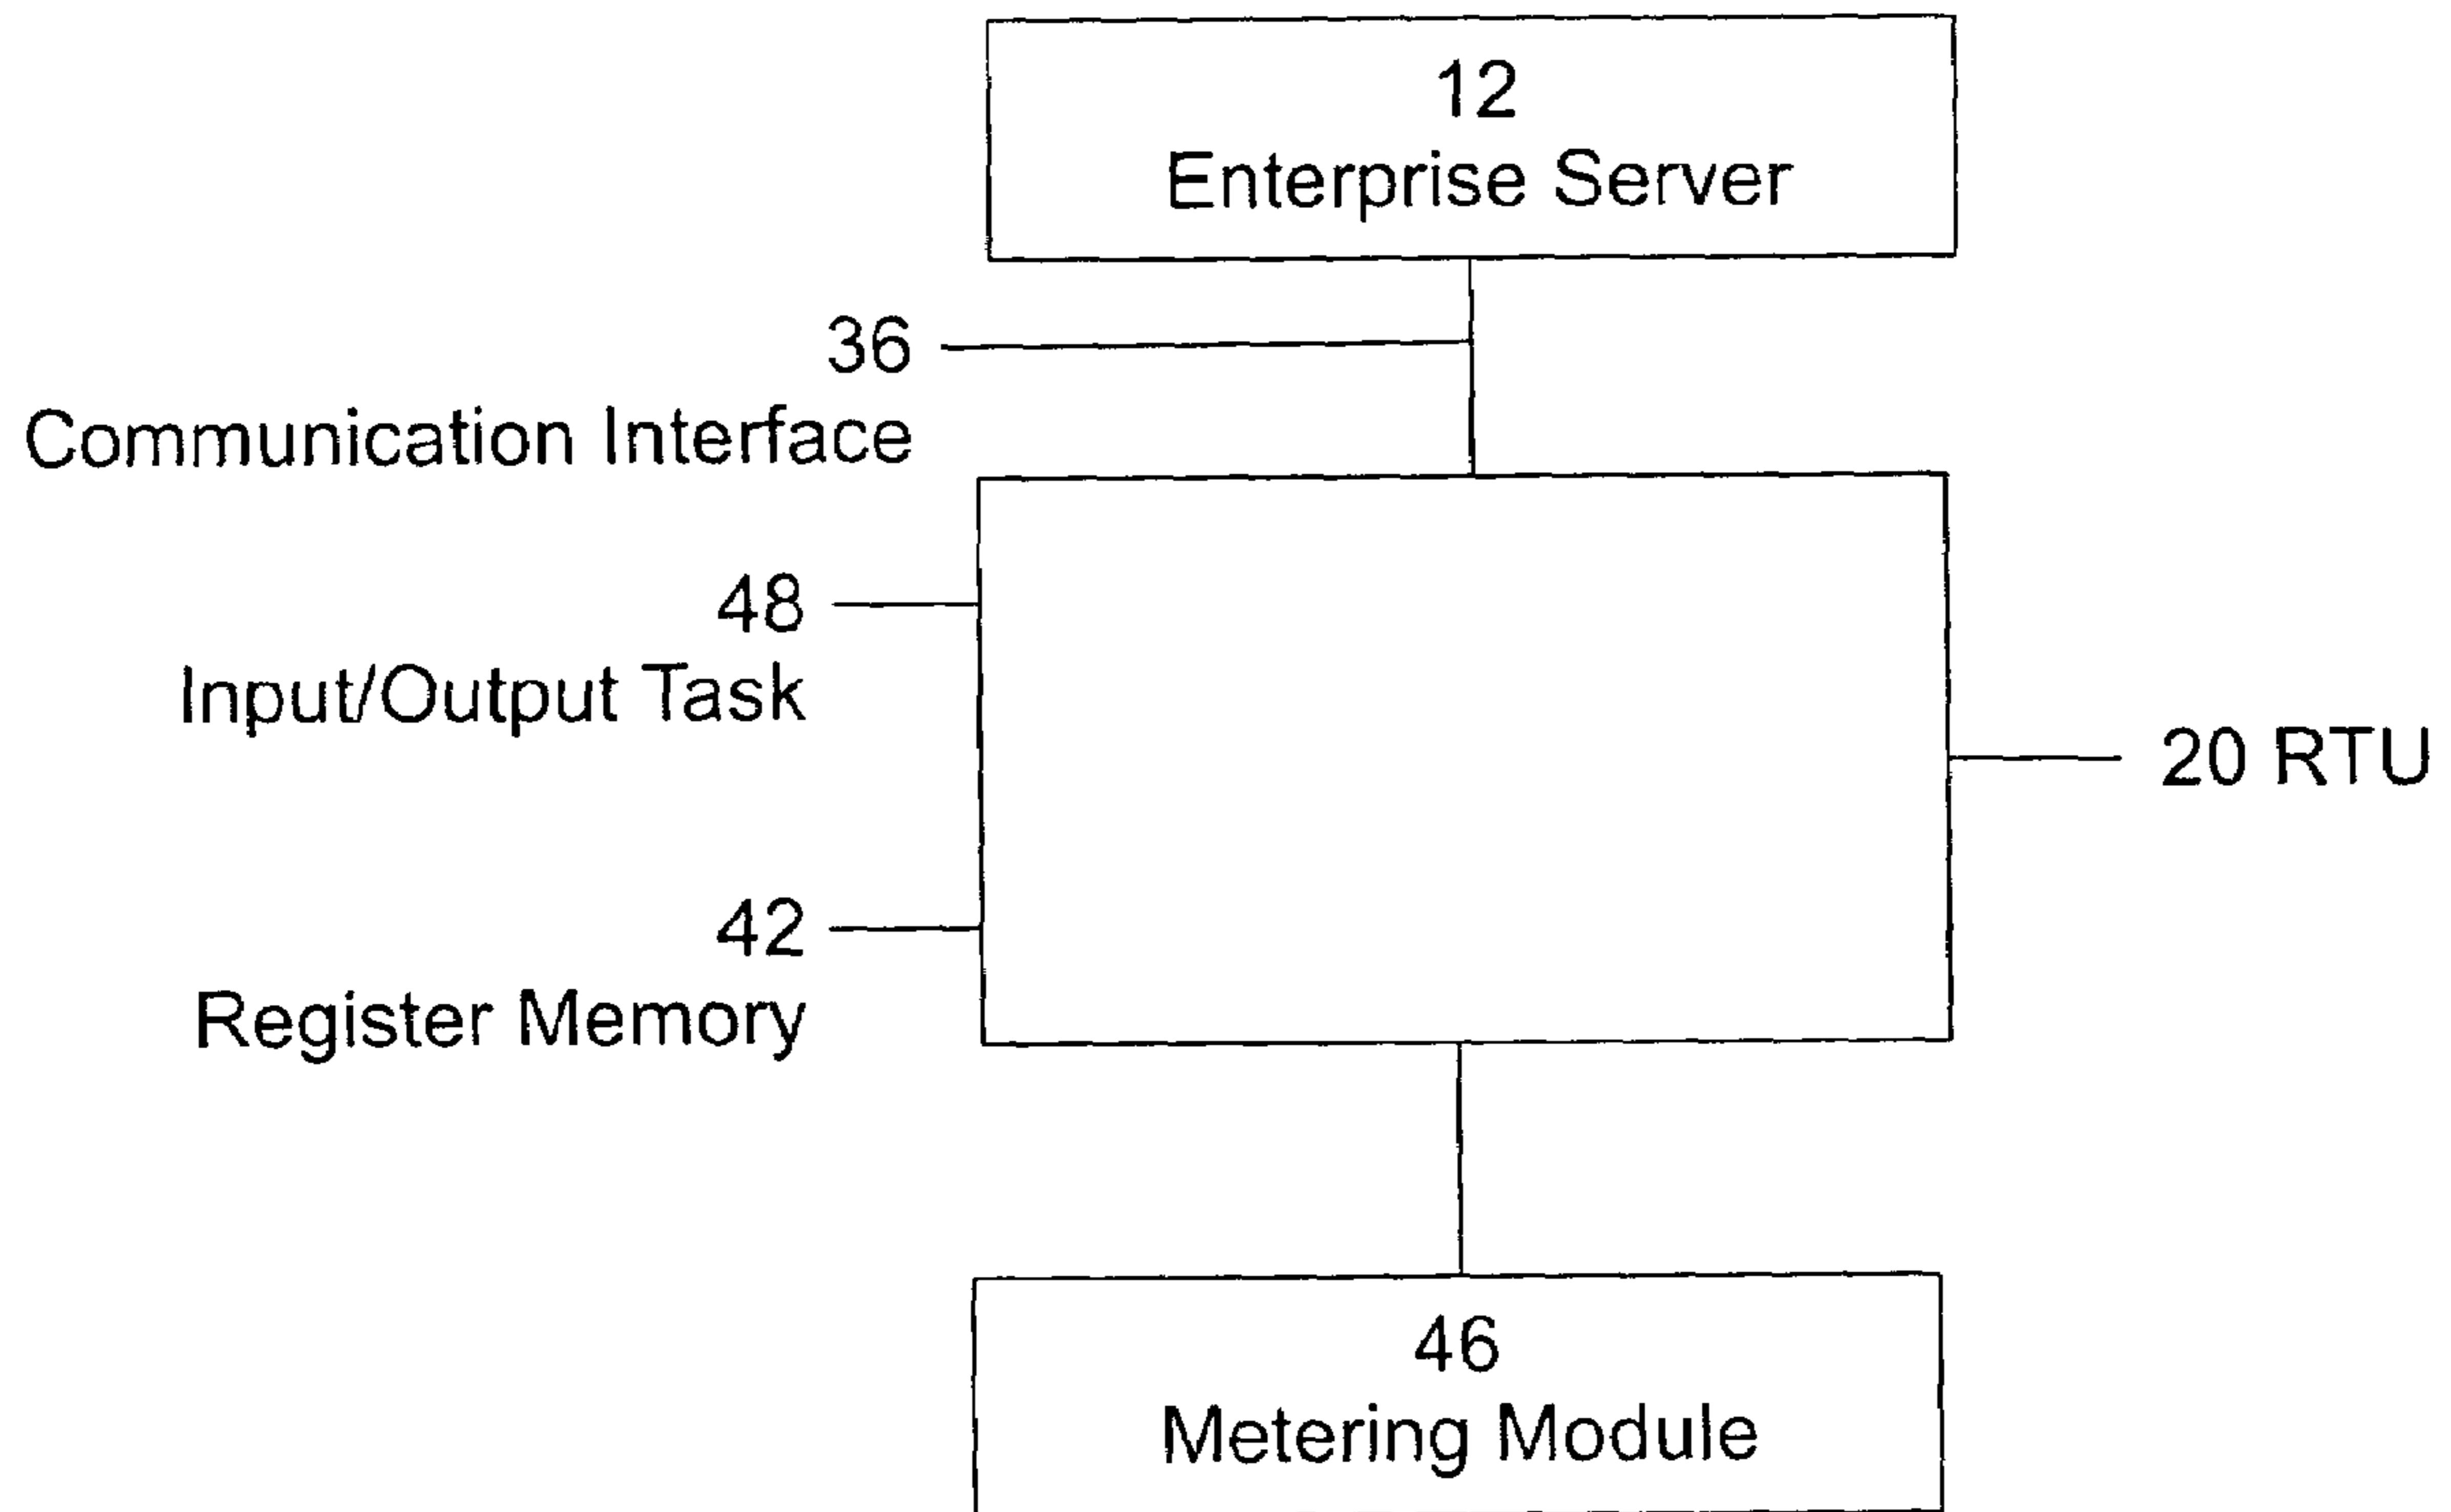 12
Enterprise Server
36
Communication Interface
48
Input/Output Task
20 RTU
42
Register Memory
46
Metering Module